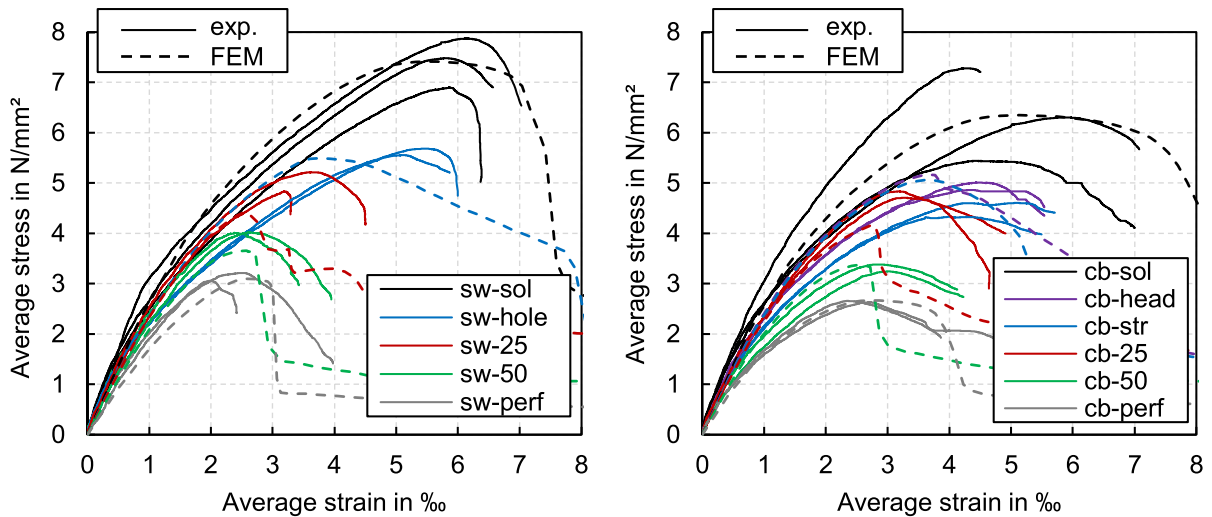 exp.
FEM
8
7
6
5
4
3
2
1
0
Average stress in N/mm²
sw-sol
sw-hole
sw-25
sw-50
sw-perf
0 1 2 3 4 5 6 7 8
Average strain in ‰
exp.
FEM
8
7
6
5
4
3
2
1
0
Average stress in N/mm²
cb-sol
cb-head
cb-str
cb-25
cb-50
cb-perf
0 1 2 3 4 5 6 7 8
Average strain in ‰